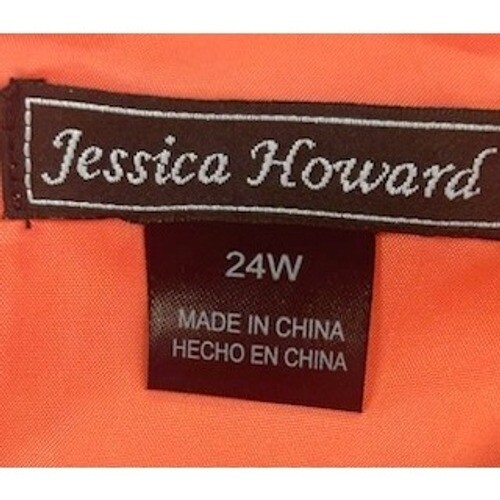 Jessica Howard
24W
MADE IN CHINA
HECHO EN CHINA